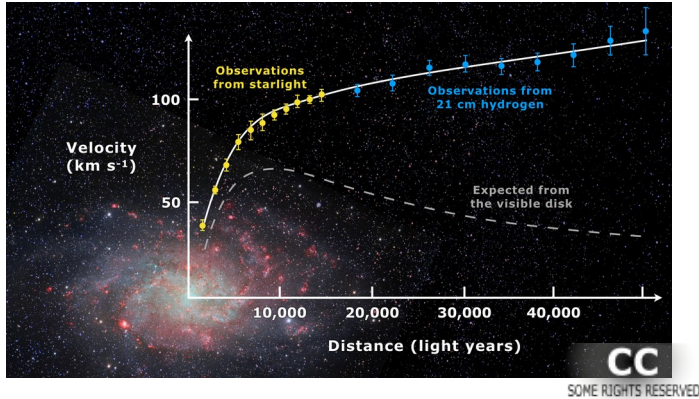 Observations
from starlight
100
Observations from
21 cm hydrogen
Velocity
(km s-1)
Expected from
the visible disk
50
10,000
20,000
30,000
40,000
Distance (light years)
CC
SOME RIGHTS RESERVED